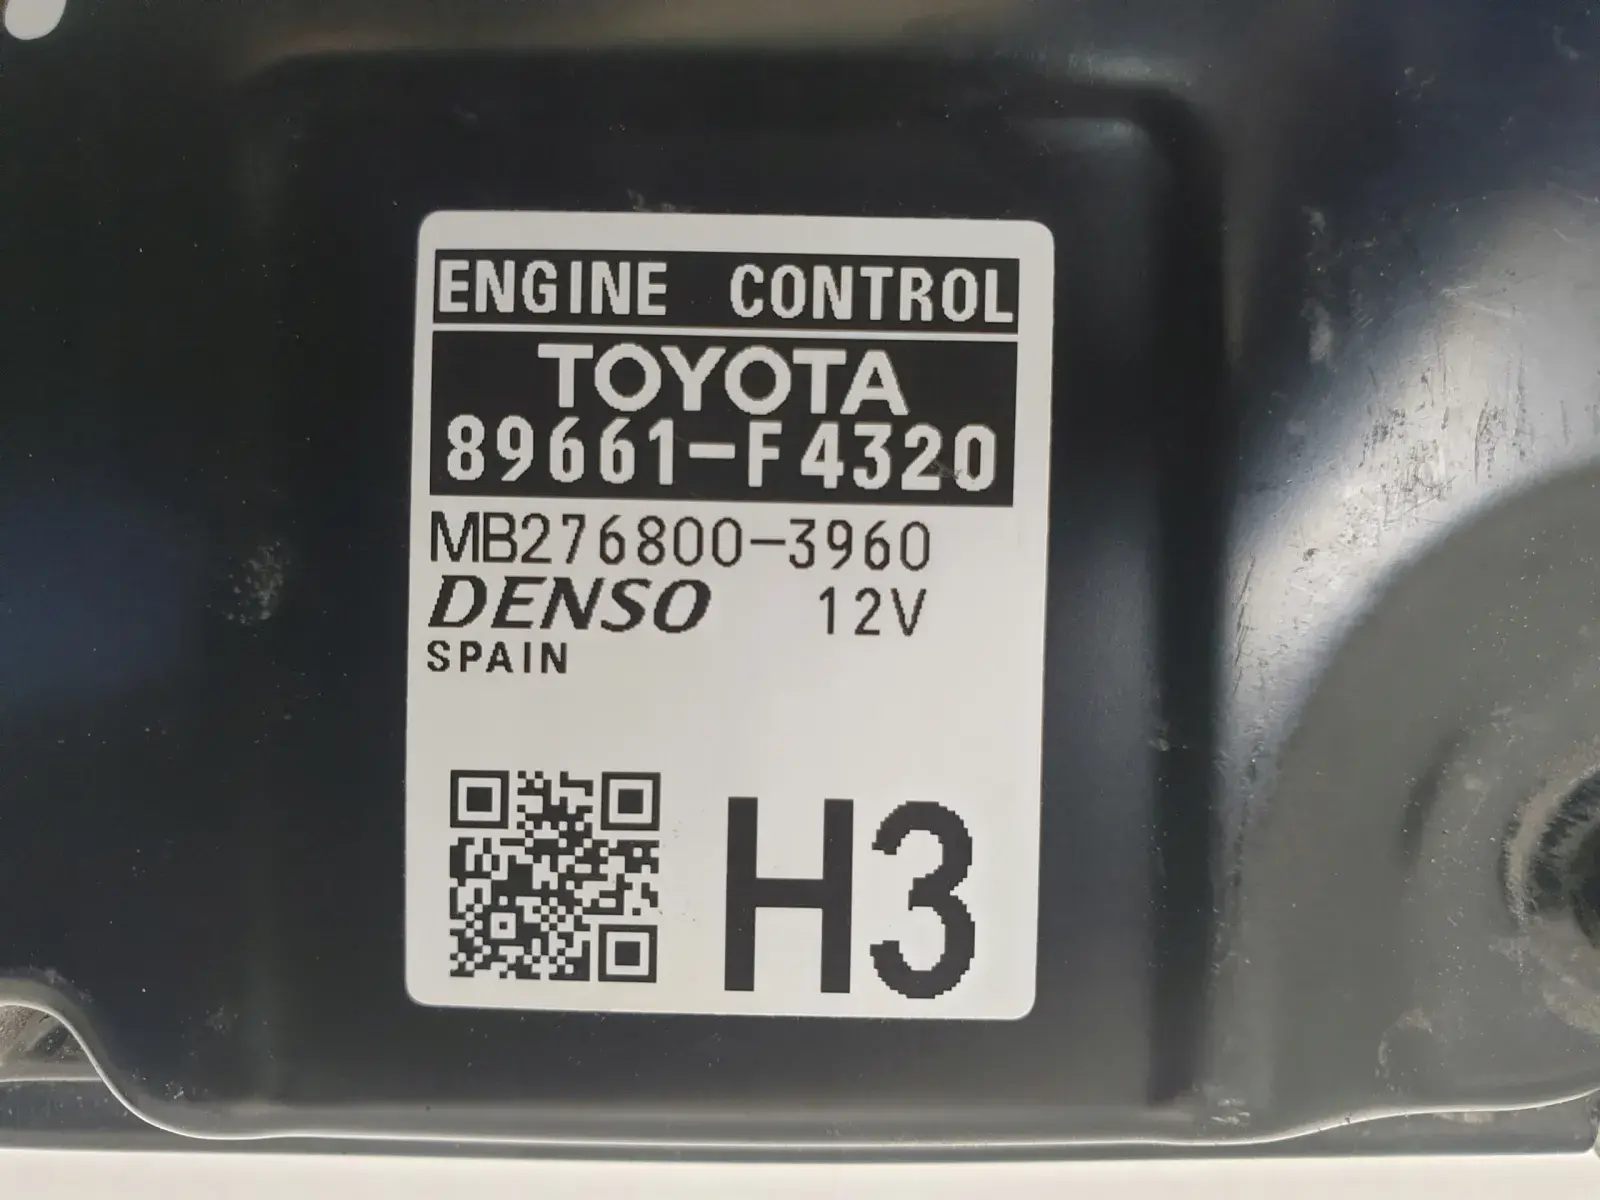 ENGINE CONTROL
TOYOTA
89661-F4320
MB276800-3960
DENSO 12V
SPAIN
H3